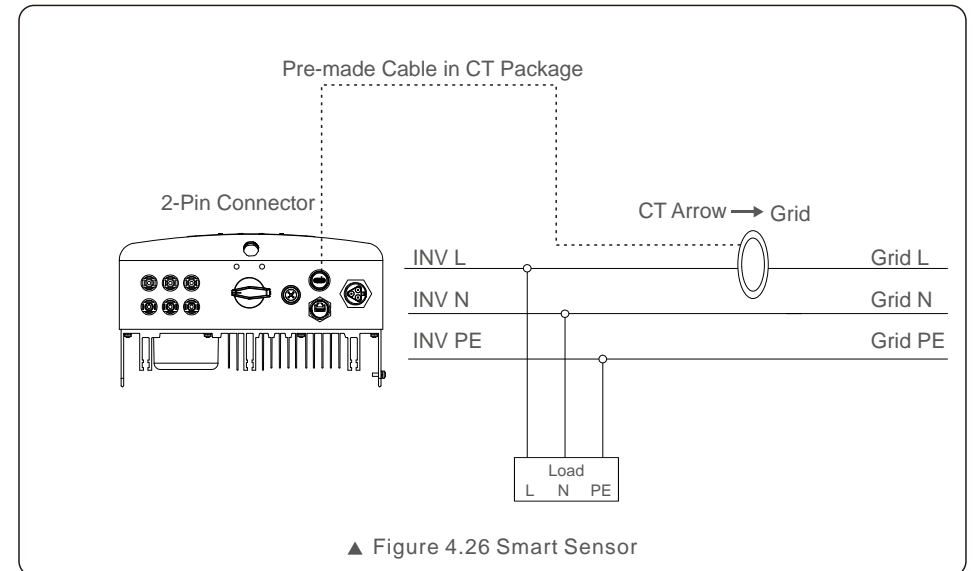 Pre-made Cable in CT Package
2-Pin Connector
CT Arrow → Grid
INV L
Grid L
INV N
Grid N
INV PE
Grid PE
Load
L N PE
▲ Figure 4.26 Smart Sensor